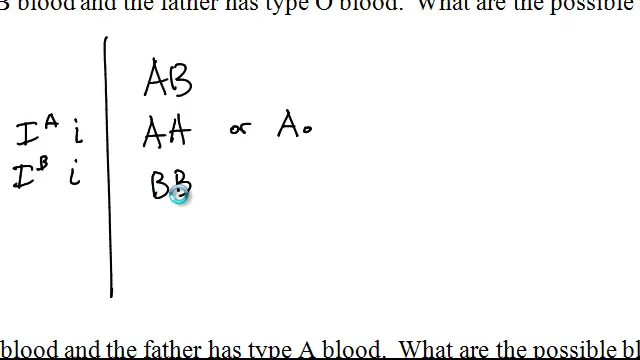 B blood and the father has type O blood. What are the possible
AB
I^A i AA or Ao
I^B i BB
blood and the father has type A blood. What are the possible bl